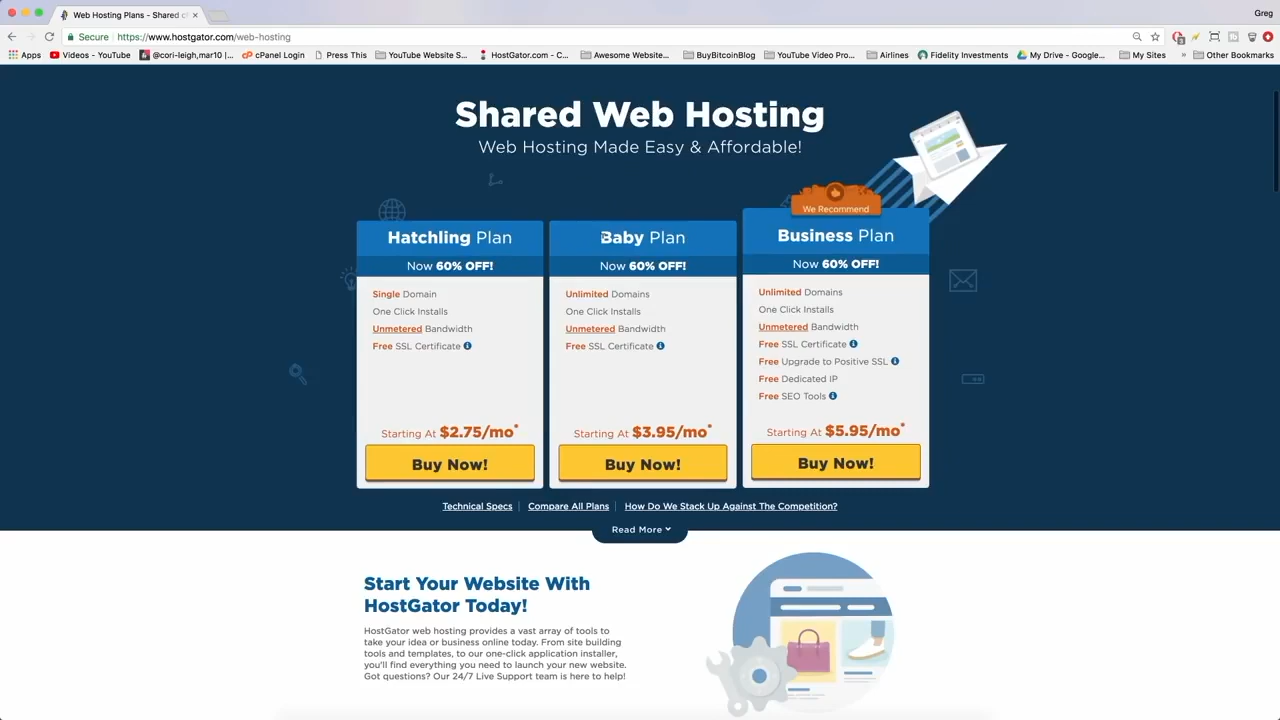 Web Hosting Plans - Shared c
Greg
Secure https://www.hostgator.com/web-hosting
Apps Videos - YouTube @cori-leigh,mar10 |... cPanel Login Press This YouTube Website S... HostGator.com - C... Awesome Website... BuyBitcoinBlog YouTube Video Pro... Airlines Fidelity Investments My Drive - Google... My Sites » Other Bookmarks
Shared Web Hosting
Web Hosting Made Easy & Affordable!
Hatchling Plan
Now 60% OFF!
Single Domain
One Click Installs
Unmetered Bandwidth
Free SSL Certificate
Starting At $2.75/mo*
Buy Now!
Baby Plan
Now 60% OFF!
Unlimited Domains
One Click Installs
Unmetered Bandwidth
Free SSL Certificate
Starting At $3.95/mo*
Buy Now!
We Recommend
Business Plan
Now 60% OFF!
Unlimited Domains
One Click Installs
Unmetered Bandwidth
Free SSL Certificate
Free Upgrade to Positive SSL
Free Dedicated IP
Free SEO Tools
Starting At $5.95/mo*
Buy Now!
Technical Specs | Compare All Plans | How Do We Stack Up Against The Competition?
Read More
Start Your Website With
HostGator Today!
HostGator web hosting provides a vast array of tools to
take your idea or business online today. From site building
tools and templates, to our one-click application installer,
you'll find everything you need to launch your new website.
Got questions? Our 24/7 Live Support team is here to help!